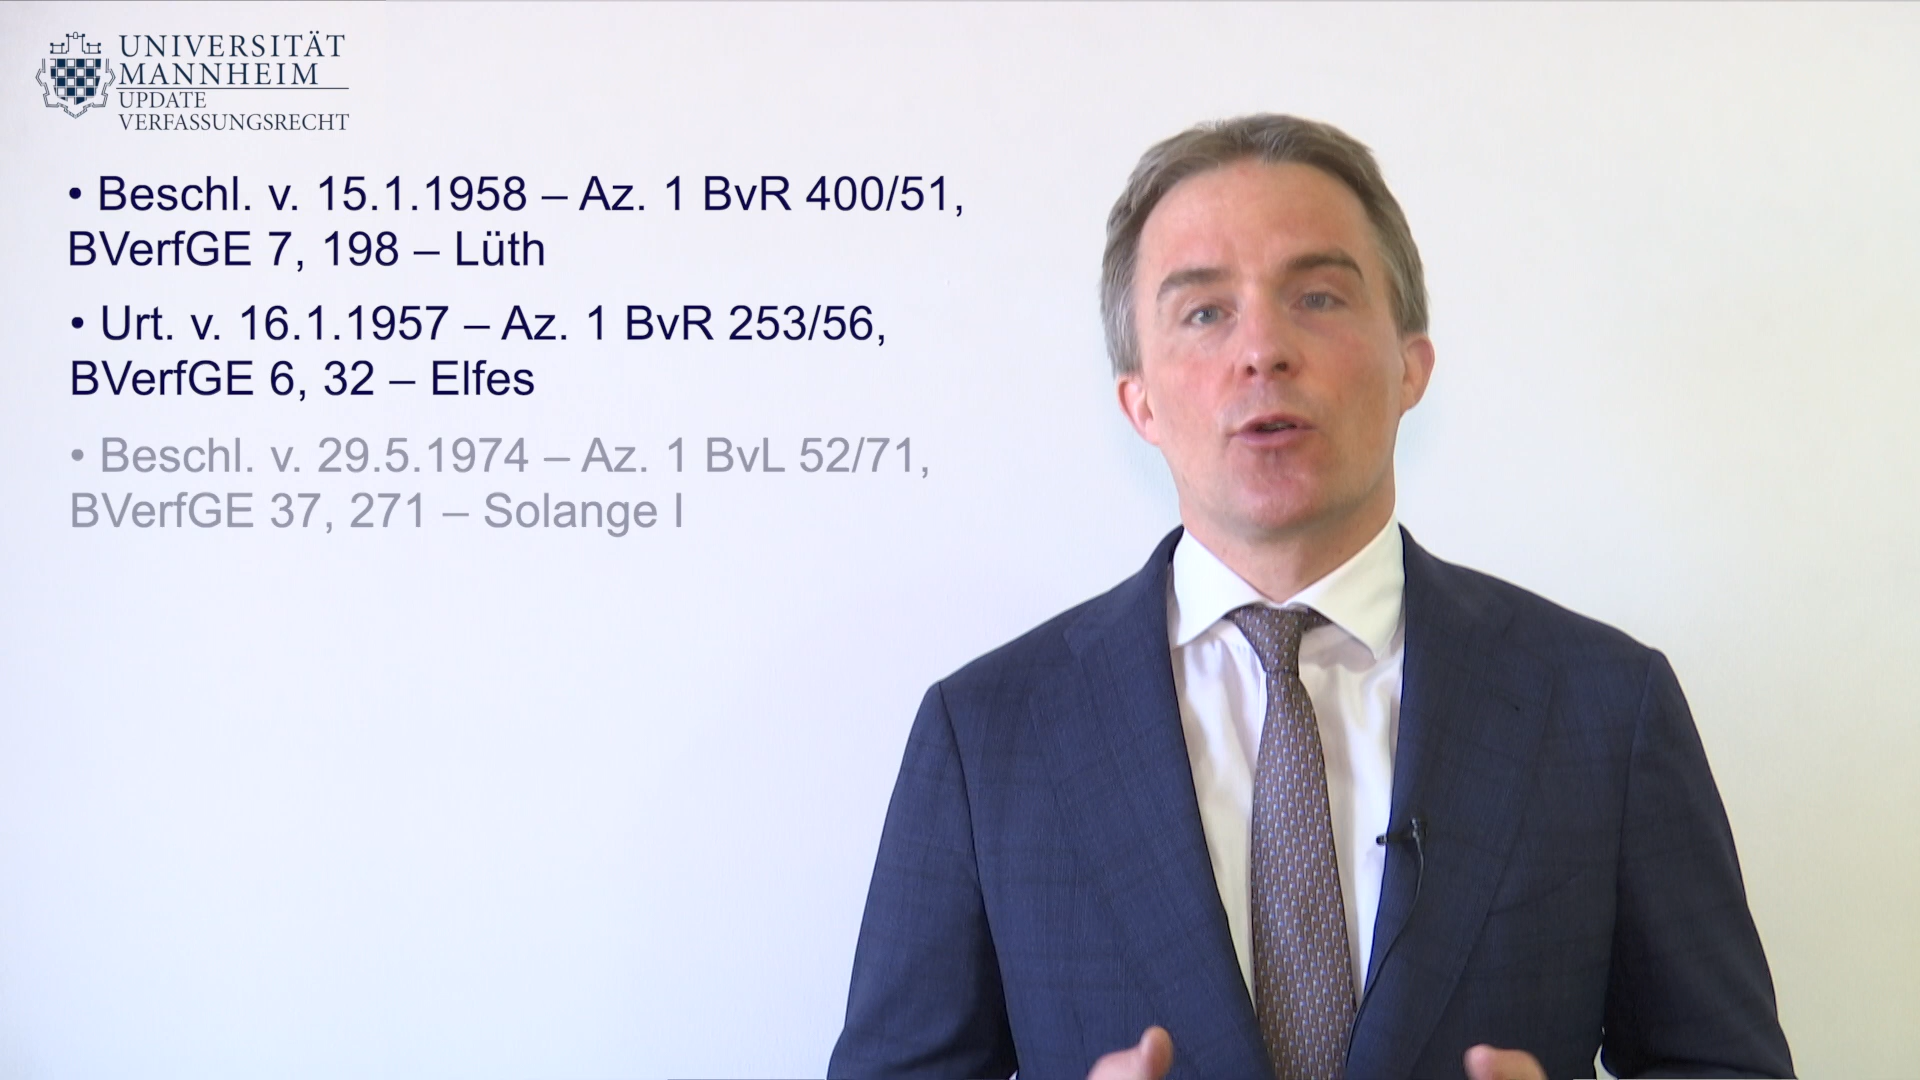 UNIVERSITÄT
MANNHEIM
UPDATE
VERFASSUNGSRECHT
• Beschl. v. 15.1.1958 – Az. 1 BvR 400/51,
BVerfGE 7, 198 – Lüth
• Urt. v. 16.1.1957 – Az. 1 BvR 253/56,
BVerfGE 6, 32 – Elfes
• Beschl. v. 29.5.1974 – Az. 1 BvL 52/71,
BVerfGE 37, 271 – Solange I